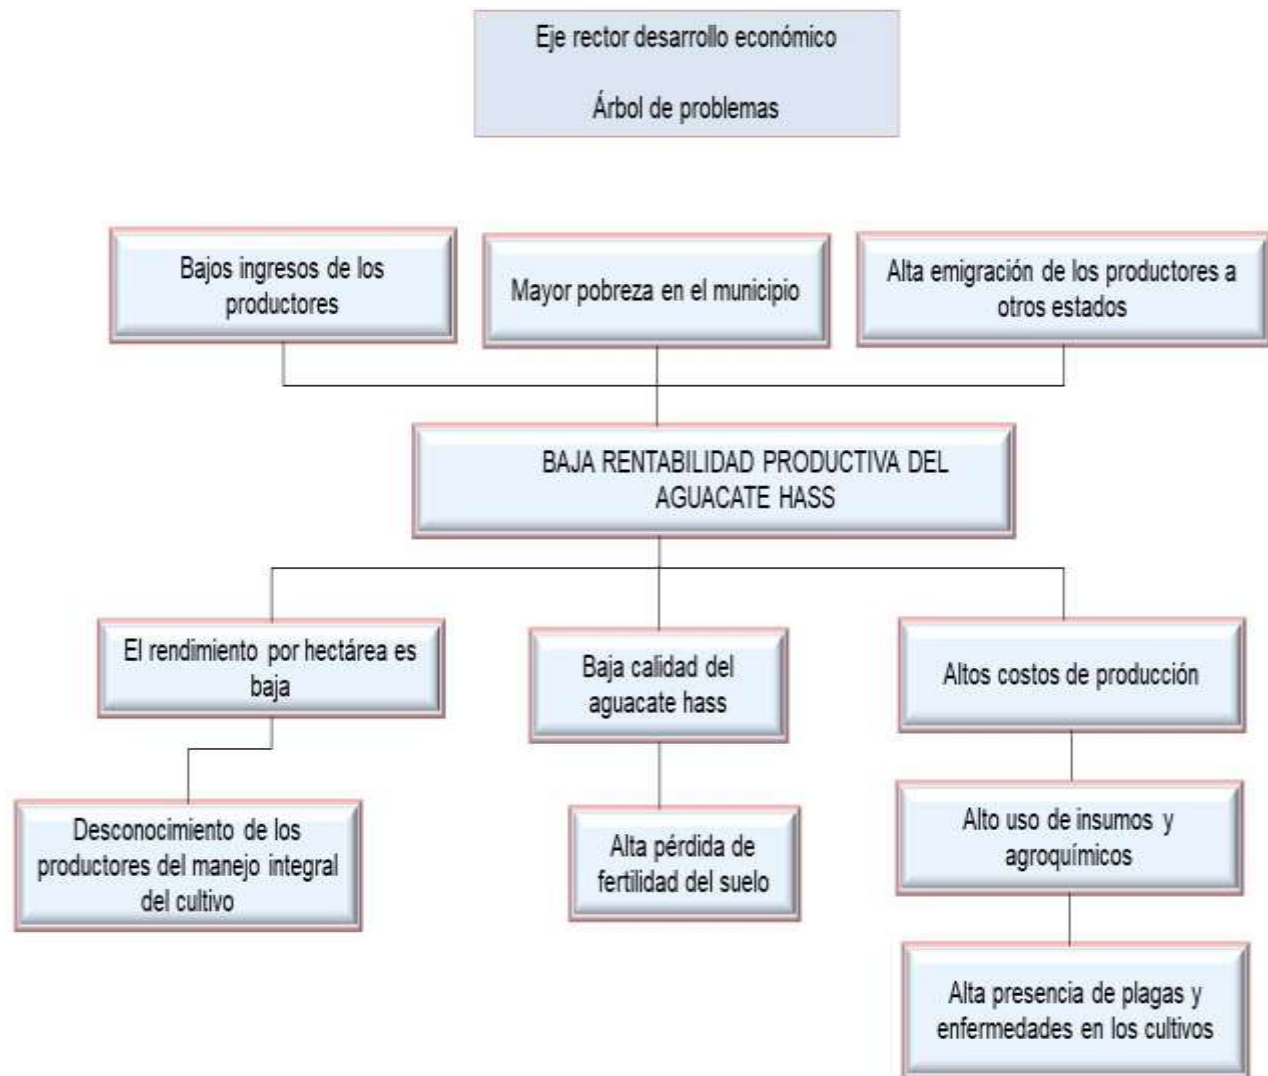 Eje rector desarrollo económico
Árbol de problemas
Bajos ingresos de los
productores
Mayor pobreza en el municipio
Alta emigración de los productores a
otros estados
BAJA RENTABILIDAD PRODUCTIVA DEL
AGUACATE HASS
El rendimiento por hectárea es
baja
Baja calidad del
aguacate hass
Altos costos de producción
Desconocimiento de los
productores del manejo integral
del cultivo
Alta pérdida de
fertilidad del suelo
Alto uso de insumos y
agroquímicos
Alta presencia de plagas y
enfermedades en los cultivos